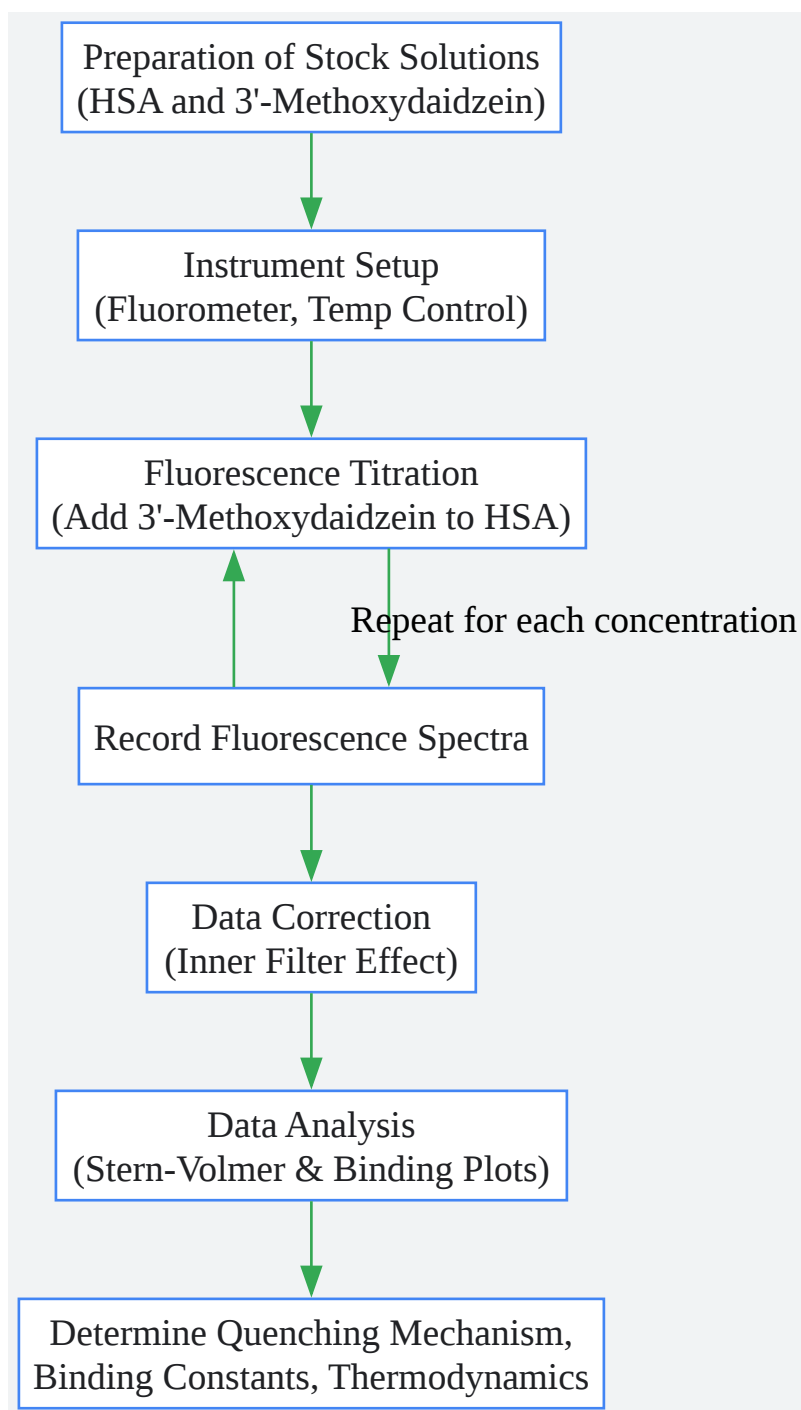 Preparation of Stock Solutions
(HSA and 3'-Methoxydaidzein)
Instrument Setup
(Fluorometer, Temp Control)
Fluorescence Titration
(Add 3'-Methoxydaidzein to HSA)
Repeat for each concentration
Record Fluorescence Spectra
Data Correction
(Inner Filter Effect)
Data Analysis
(Stern-Volmer & Binding Plots)
Determine Quenching Mechanism,
Binding Constants, Thermodynamics